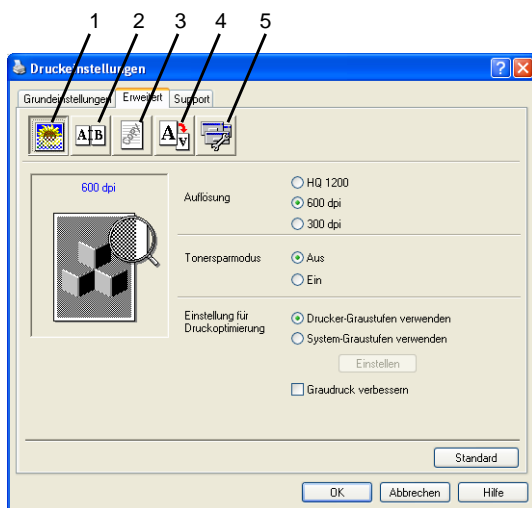 1 2 3 4 5
Druckeinstellungen
Grundeinstellungen Erweitert Support
A B A A
600 dpi
Auflösung
HQ 1200
600 dpi
300 dpi
Tonersparmodus
Aus
Ein
Einstellung für
Druckoptimierung
Drucker-Graustufen verwenden
System-Graustufen verwenden
Einstellen
Graudruck verbessern
Standard
OK Abbrechen Hilfe